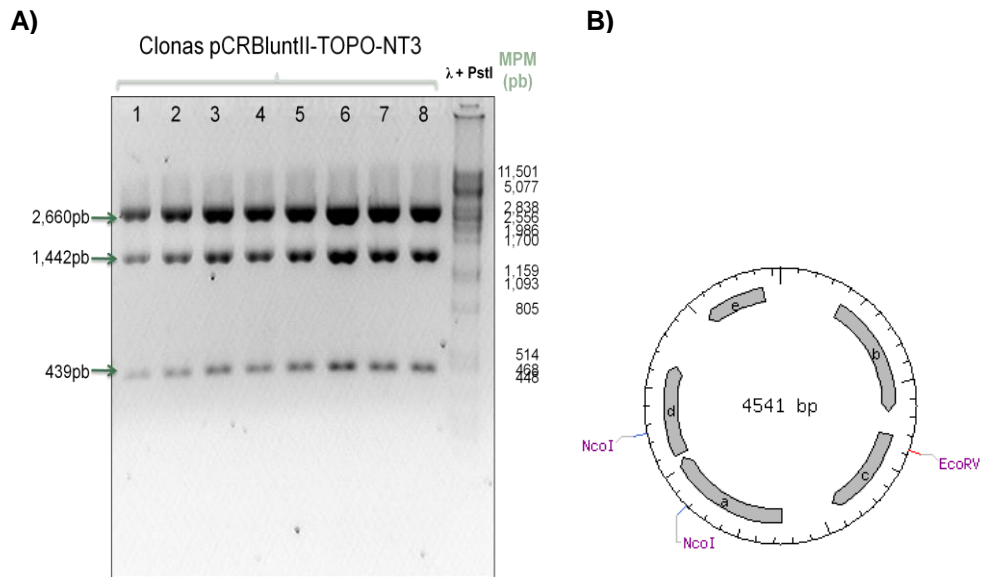 A)
B)
Clonas pCRBluntII-TOPO-NT3
λ + PstI
MPM
(pb)
1 2 3 4 5 6 7 8
11,501
5,077
2,838
2,556
1,986
1,700
1,159
1,093
805
514
468
448
2,660pb
1,442pb
439pb
e
b
4541 bp
d
NcoI
EcoRV
c
a
NcoI